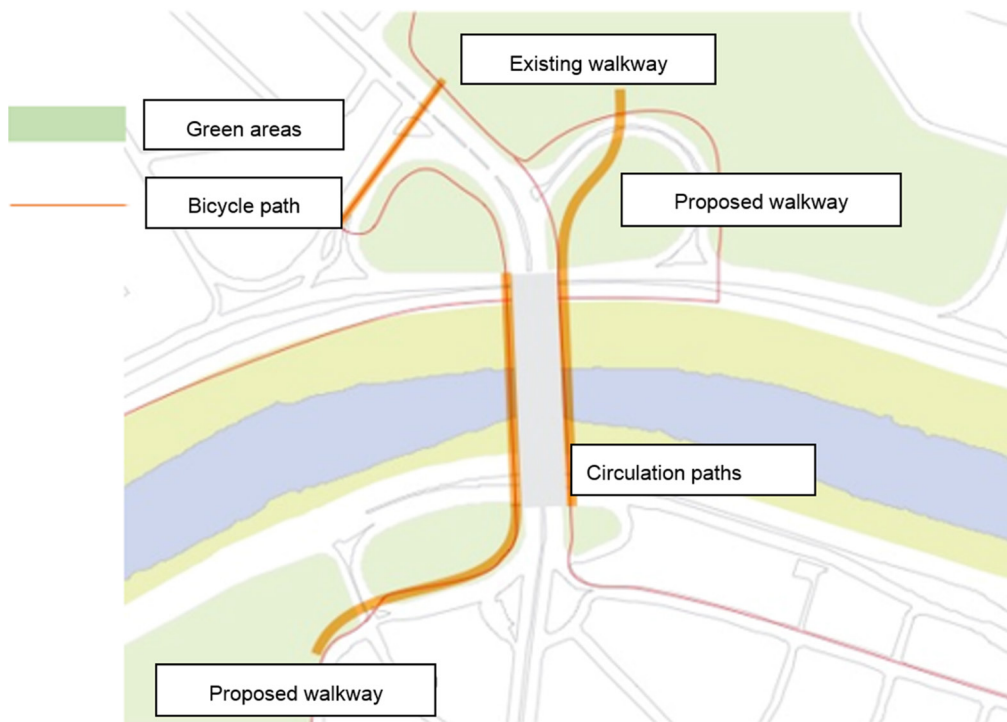 Existing walkway
Green areas
Bicycle path
Proposed walkway
Circulation paths
Proposed walkway